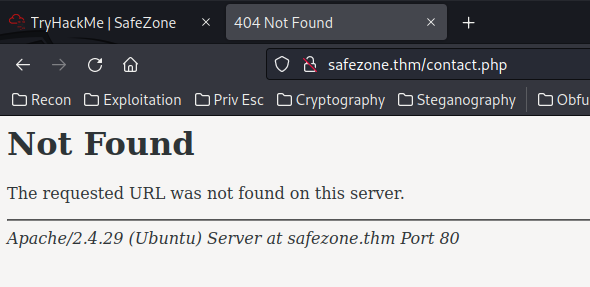 TryHackMe | SafeZone
404 Not Found
safezone.thm/contact.php
Recon Exploitation Priv Esc Cryptography Steganography Obfu
Not Found
The requested URL was not found on this server.
Apache/2.4.29 (Ubuntu) Server at safezone.thm Port 80